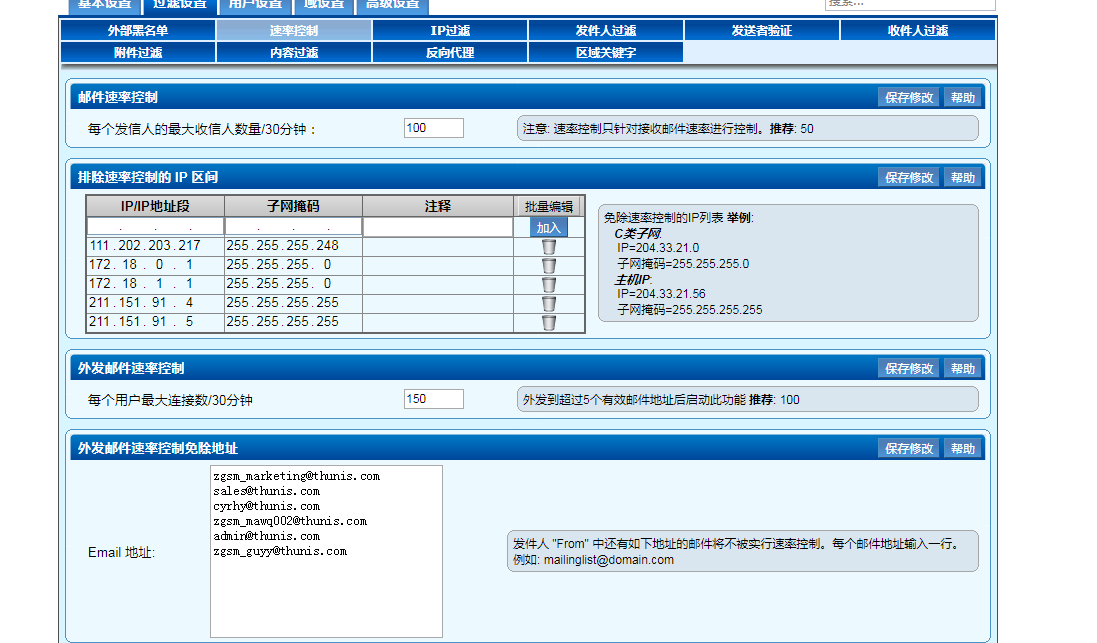 基本设置 过滤设置 用户设置 域设置 高级设置 搜索...
外部黑名单 速率控制 IP过滤 发件人过滤 发送者验证 收件人过滤
附件过滤 内容过滤 反向代理 区域关键字
邮件速率控制 保存修改 帮助
每个发信人的最大收信人数量/30分钟： 100 注意: 速率控制只针对接收邮件速率进行控制。推荐: 50
排除速率控制的 IP 区间 保存修改 帮助
IP/IP地址段 子网掩码 注释 批量编辑
. . . . . . 加入
111.202.203.217 255.255.255.248
172. 18 . 0 . 1 255.255.255. 0
172. 18 . 1 . 1 255.255.255. 0
211.151. 91 . 4 255.255.255.255
211.151. 91 . 5 255.255.255.255
免除速率控制的IP列表 举例:
C类子网:
IP=204.33.21.0
子网掩码=255.255.255.0
主机IP:
IP=204.33.21.56
子网掩码=255.255.255.255
外发邮件速率控制 保存修改 帮助
每个用户最大连接数/30分钟 150 外发到超过5个有效邮件地址后启动此功能 推荐: 100
外发邮件速率控制免除地址 保存修改 帮助
Email 地址:
zgsm_marketing@thunis.com
sales@thunis.com
cyrhy@thunis.com
zgsm_mawq002@thunis.com
admin@thunis.com
zgsm_guyy@thunis.com
发件人 "From" 中还有如下地址的邮件将不被实行速率控制。每个邮件地址输入一行。
例如: mailinglist@domain.com